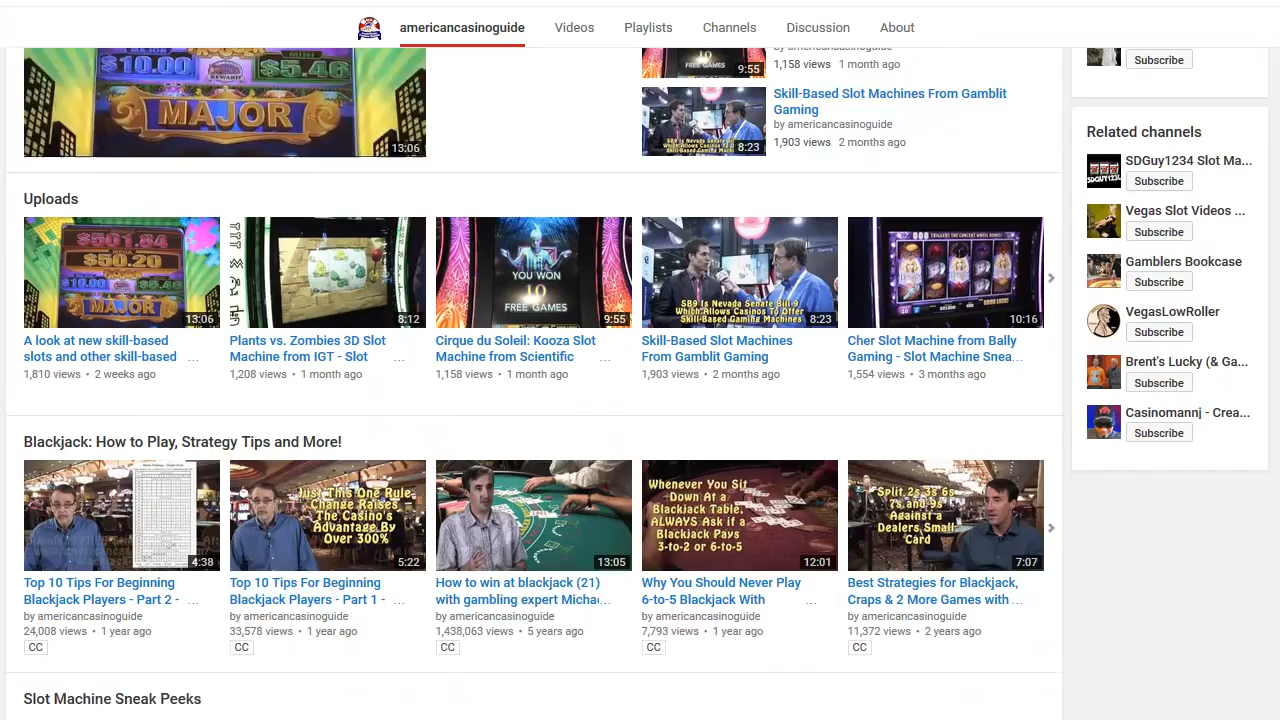 americancasinoguide Videos Playlists Channels Discussion About
$10.00 $5.46
MAJOR
13:06
10
FREE GAMES
9:55
by americancasinoguide
1,158 views • 1 month ago
8:23
Skill-Based Slot Machines From Gamblit
Gaming
by americancasinoguide
1,903 views • 2 months ago
Subscribe
Related channels
SDGuy1234 Slot Ma...
Subscribe
Vegas Slot Videos ...
Subscribe
Gamblers Bookcase
Subscribe
VegasLowRoller
Subscribe
Brent's Lucky (& Ga...
Subscribe
Casinomannj - Crea...
Subscribe
Uploads
$501.84
$50.20
$10.00 $5.46
MAJOR
13:06
A look at new skill-based
slots and other skill-based ...
1,810 views • 2 weeks ago
8:12
Plants vs. Zombies 3D Slot
Machine from IGT - Slot ...
1,208 views • 1 month ago
YOU WON
10
FREE GAMES
9:55
Cirque du Soleil: Kooza Slot
Machine from Scientific ...
1,158 views • 1 month ago
SB9 Is Nevada Senate Bill 9
Which Allows Casinos To Offer
Skill-Based Gaming Machines
8:23
Skill-Based Slot Machines
From Gamblit Gaming
1,903 views • 2 months ago
10:16
Cher Slot Machine from Bally
Gaming - Slot Machine Snea...
1,554 views • 3 months ago
Blackjack: How to Play, Strategy Tips and More!
4:38
Top 10 Tips For Beginning
Blackjack Players - Part 2 - ...
by americancasinoguide
24,008 views • 1 year ago
CC
Just This One Rule
Change Raises
The Casino's
Advantage By
Over 300%
5:22
Top 10 Tips For Beginning
Blackjack Players - Part 1 - ...
by americancasinoguide
33,578 views • 1 year ago
CC
13:05
How to win at blackjack (21)
with gambling expert Micha...
by americancasinoguide
1,438,063 views • 5 years ago
CC
Whenever You Sit
Down At a
Blackjack Table,
ALWAYS Ask if a
Blackjack Pays
3-to-2 or 6-to-5
12:01
Why You Should Never Play
6-to-5 Blackjack With ...
by americancasinoguide
7,793 views • 1 year ago
CC
Split 2s, 3s, 6s
7s and 9s
Against a
Dealers Small
Card
7:07
Best Strategies for Blackjack,
Craps & 2 More Games with ...
by americancasinoguide
11,372 views • 2 years ago
CC
Slot Machine Sneak Peeks